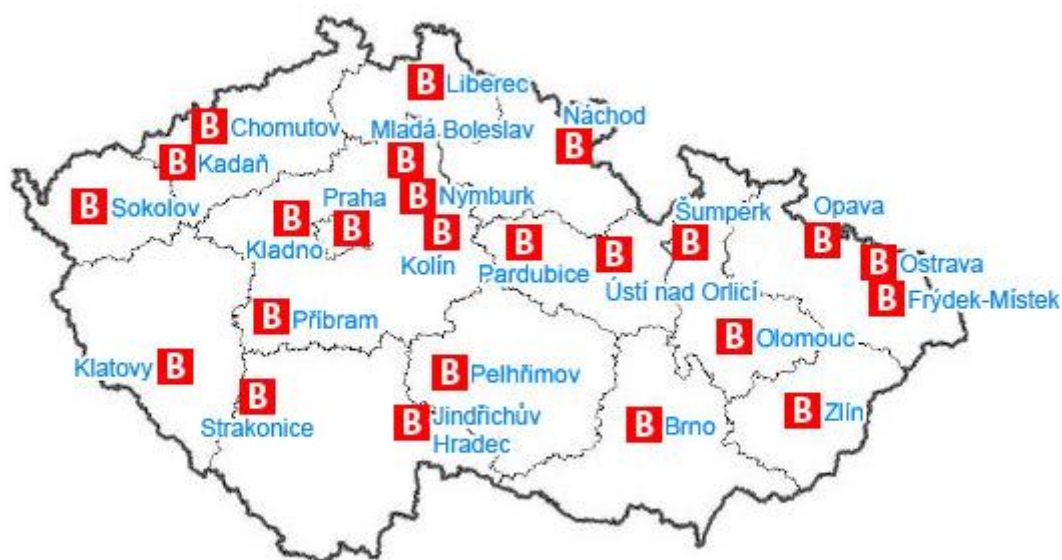 B Liberec
Náchod
B
B Chomutov
Mladá Boleslav
B
B Kadaň
B Sokolov
Praha
B
B Nymburk
B
Kladno
B
Kolín
B
Pardubice
B
Ústí nad Orlicí
Šumperk
B
Opava
B
B Ostrava
B Frýdek-Místek
B Příbram
B Olomouc
Klatovy B
B
Strakonice
B Pelhřimov
B Jindřichův
Hradec
B Brno
B Zlín